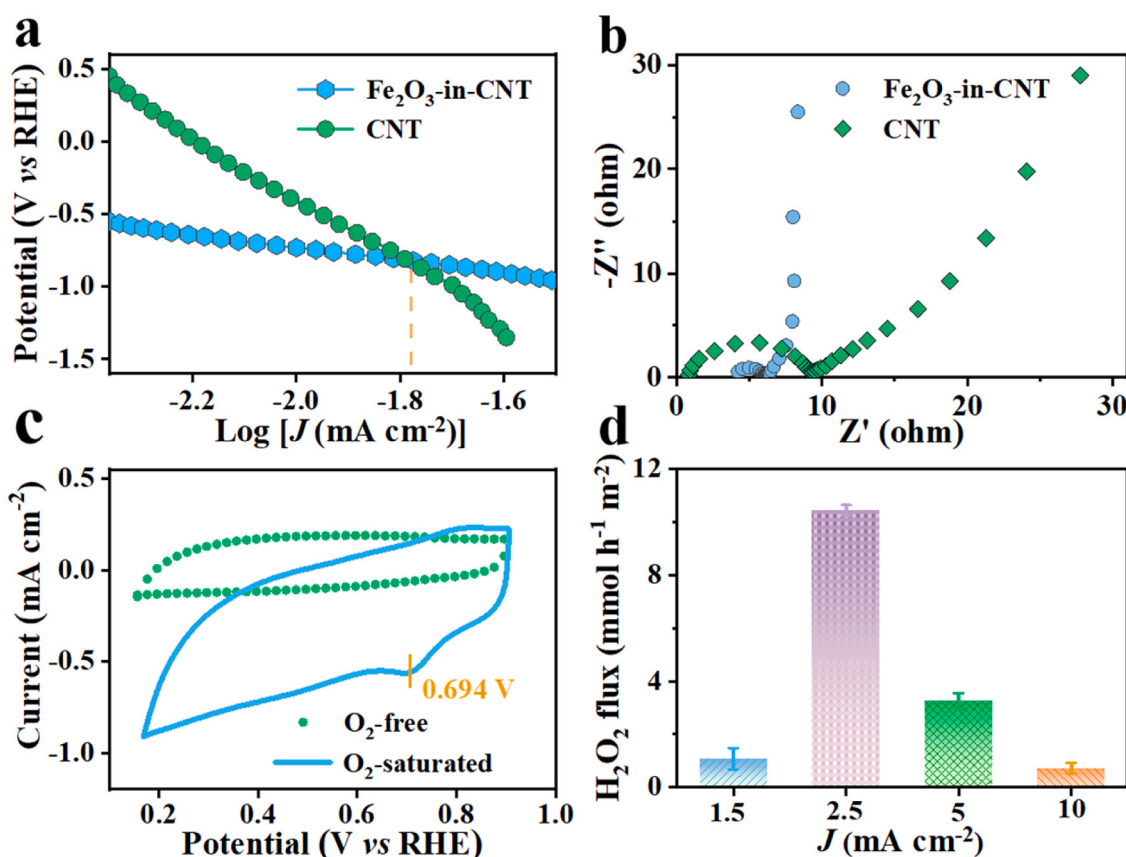 a
Potential (V vs RHE)
0.5
0.0
-0.5
-1.0
-1.5
Fe₂O₃-in-CNT
CNT
-2.2 -2.0 -1.8 -1.6
Log [J (mA cm⁻²)]
b
-Z'' (ohm)
30
20
10
0
Fe₂O₃-in-CNT
CNT
0 10 20 30
Z' (ohm)
c
Current (mA cm⁻²)
0.5
0.0
-0.5
-1.0
0.694 V
O₂-free
O₂-saturated
0.2 0.4 0.6 0.8 1.0
Potential (V vs RHE)
d
H₂O₂ flux (mmol h⁻¹ m⁻²)
12
8
4
0
1.5 2.5 5 10
J (mA cm⁻²)